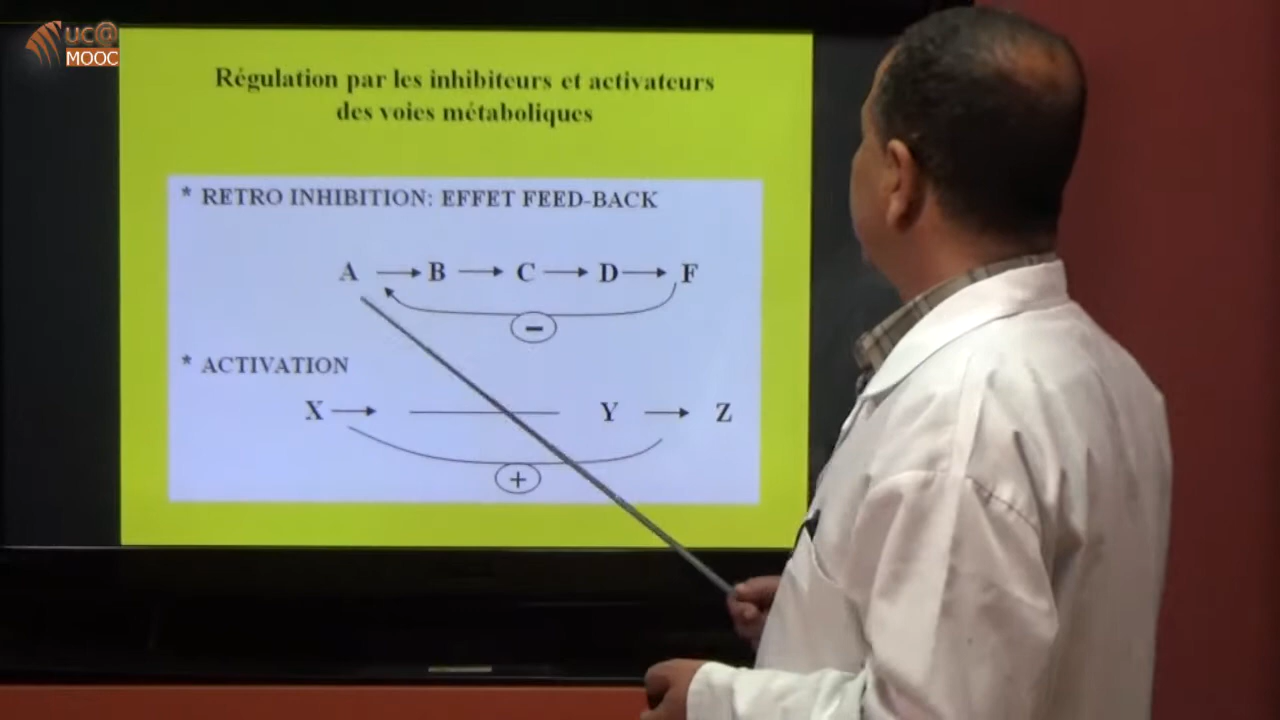 UC@
MOOC
Régulation par les inhibiteurs et activateurs
des voies métaboliques
* RETRO INHIBITION: EFFET FEED-BACK
A → B → C → D → F
−
* ACTIVATION
X → Y → Z
+